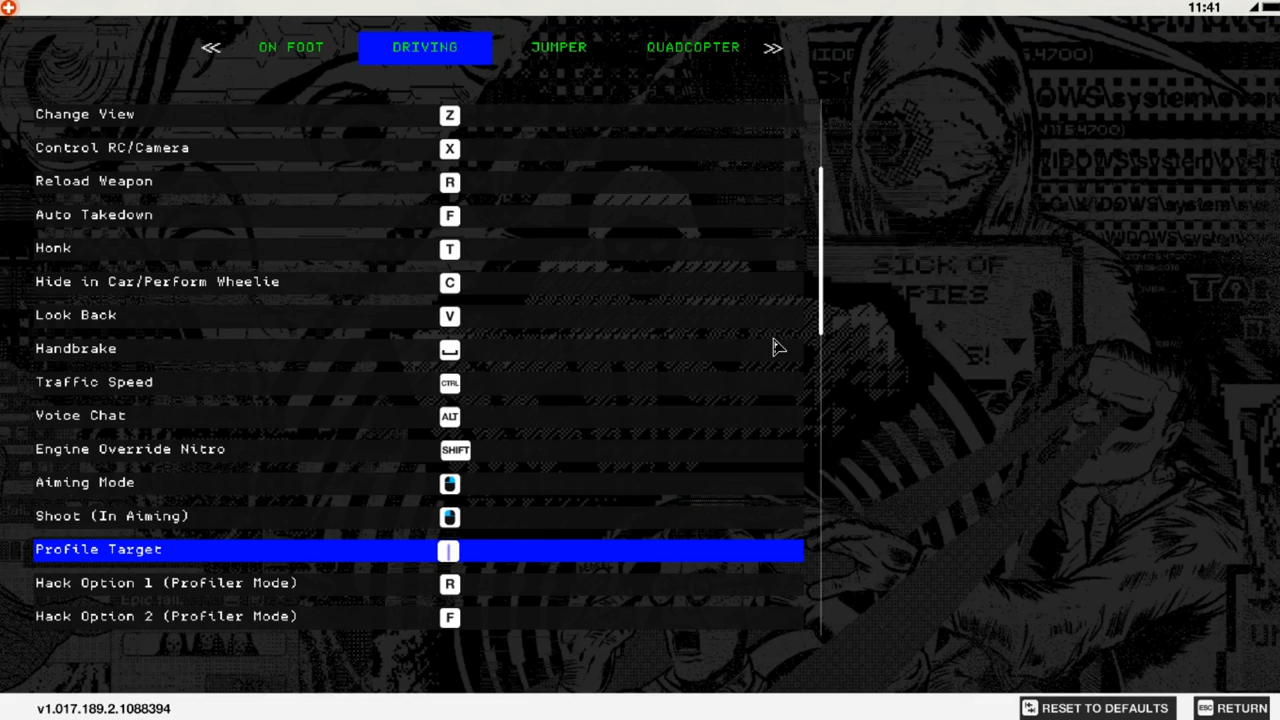 11:41
<< ON FOOT DRIVING JUMPER QUADCOPTER >>
Change View Z
Control RC/Camera X
Reload Weapon R
Auto Takedown F
Honk T
Hide in Car/Perform Wheelie C
Look Back V
Handbrake
Traffic Speed CTRL
Voice Chat ALT
Engine Override Nitro SHIFT
Aiming Mode
Shoot (In Aiming)
Profile Target |
Hack Option 1 (Profiler Mode) R
Hack Option 2 (Profiler Mode) F
SICK OF
v1.017.189.2.1088394
RESET TO DEFAULTS
ESC RETURN